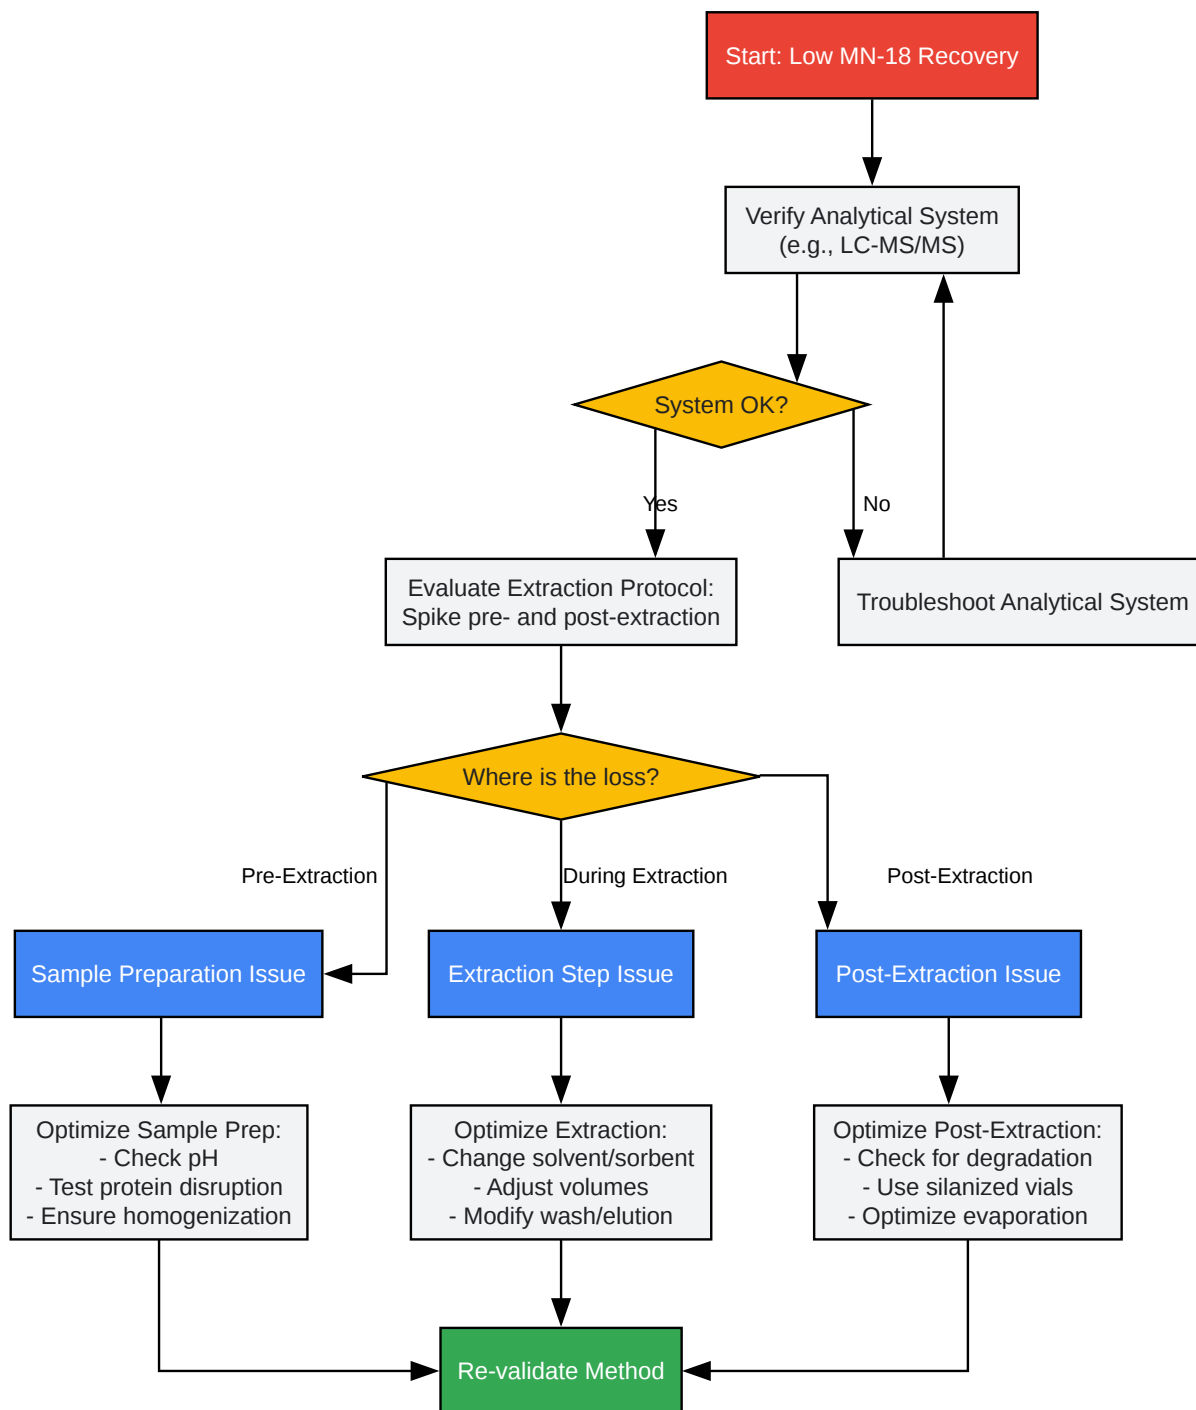 Start: Low MN-18 Recovery
Verify Analytical System
(e.g., LC-MS/MS)
System OK?
Yes
No
Evaluate Extraction Protocol:
Spike pre- and post-extraction
Troubleshoot Analytical System
Where is the loss?
Pre-Extraction
During Extraction
Post-Extraction
Sample Preparation Issue
Extraction Step Issue
Post-Extraction Issue
Optimize Sample Prep:
- Check pH
- Test protein disruption
- Ensure homogenization
Optimize Extraction:
- Change solvent/sorbent
- Adjust volumes
- Modify wash/elution
Optimize Post-Extraction:
- Check for degradation
- Use silanized vials
- Optimize evaporation
Re-validate Method